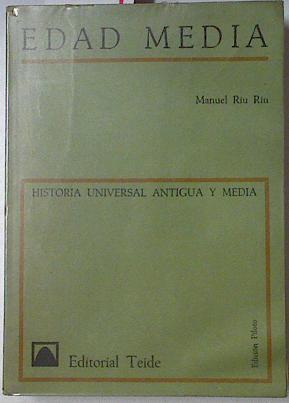 EDAD MEDIA
Manuel Riu Riu
HISTORIA UNIVERSAL ANTIGUA Y MEDIA
Editorial Teide
Edición Piloto